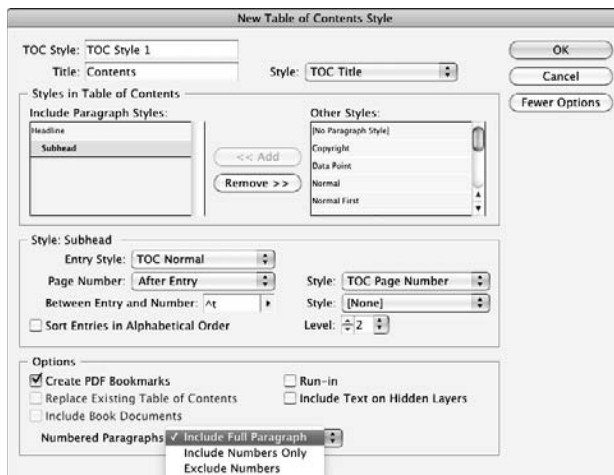 New Table of Contents Style
TOC Style: TOC Style 1
Title: Contents
Style: TOC Title
OK
Cancel
Fewer Options
Styles in Table of Contents
Include Paragraph Styles:
Headline
Subhead
<< Add
Remove >>
Other Styles:
[No Paragraph Style]
Copyright
Data Point
Normal
Normal First
Style: Subhead
Entry Style: TOC Normal
Page Number: After Entry
Style: TOC Page Number
Between Entry and Number: ^t
Style: [None]
Sort Entries in Alphabetical Order
Level: 2
Options
Create PDF Bookmarks
Run-in
Replace Existing Table of Contents
Include Text on Hidden Layers
Include Book Documents
Numbered Paragraphs ✓ Include Full Paragraph
Include Numbers Only
Exclude Numbers